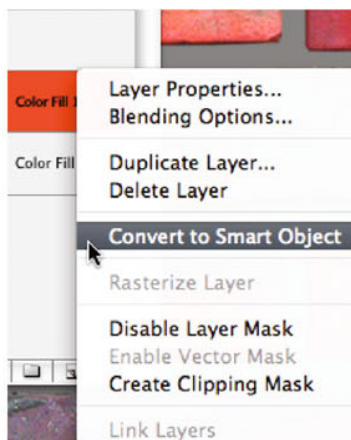 Color Fill 1
Color Fill
Layer Properties...
Blending Options...
Duplicate Layer...
Delete Layer
Convert to Smart Object
Rasterize Layer
Disable Layer Mask
Enable Vector Mask
Create Clipping Mask
Link Layers